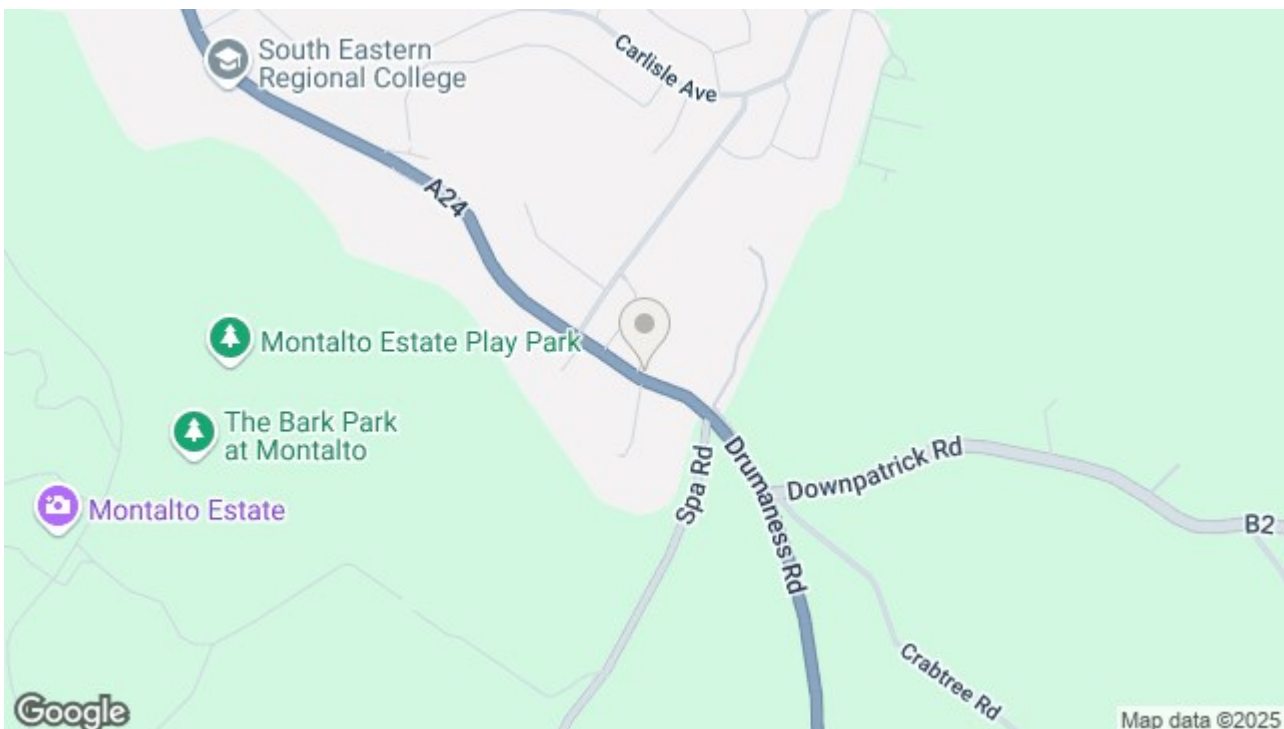 South Eastern
Regional College
Carlisle Ave
A24
Montalto Estate Play Park
The Bark Park
at Montalto
Montalto Estate
Spa Rd
Drumaness Rd
Downpatrick Rd
B2
Crabtree Rd
Google
Map data ©2025